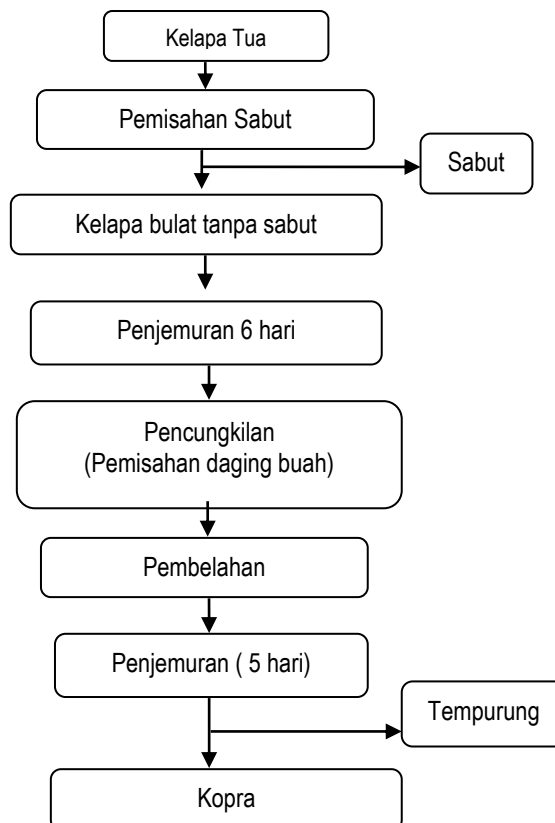 Kelapa Tua
Pemisahan Sabut
Sabut
Kelapa bulat tanpa sabut
Penjemuran 6 hari
Pencungkilan
(Pemisahan daging buah)
Pembelahan
Penjemuran ( 5 hari)
Tempurung
Kopra